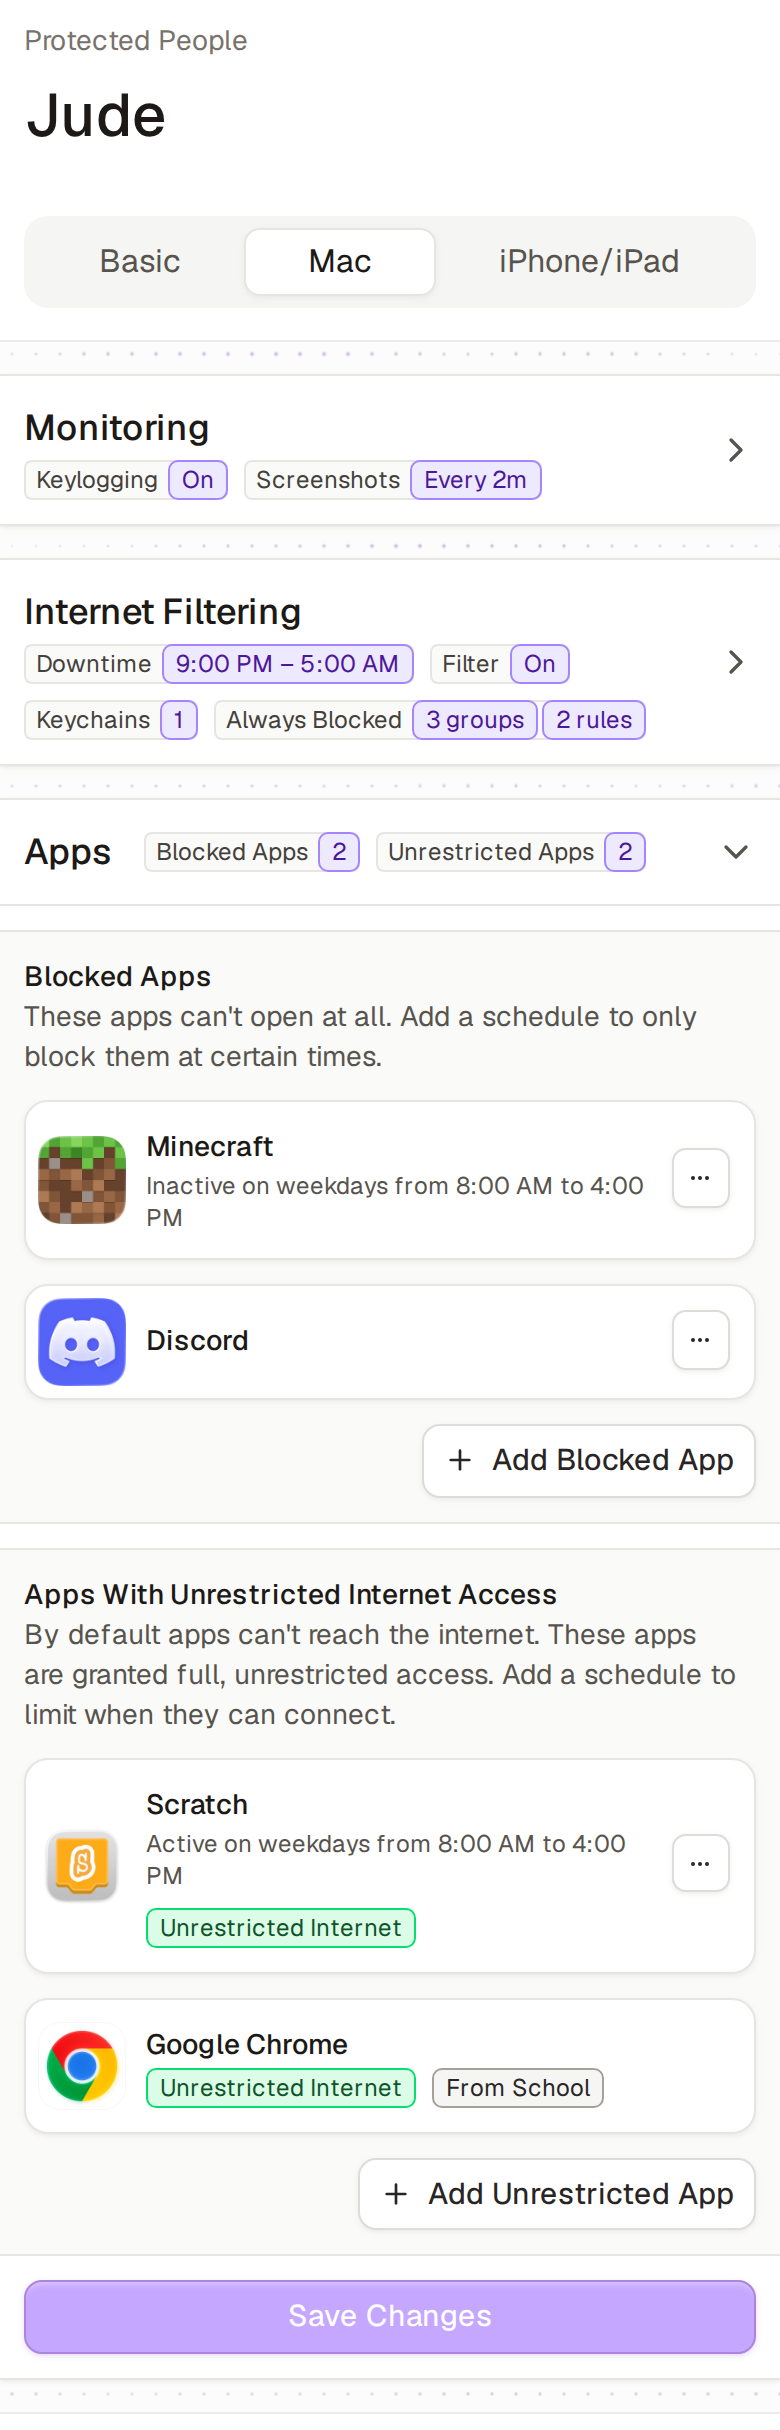 Protected People
Jude
Basic
Mac
iPhone/iPad
Monitoring
Keylogging On Screenshots Every 2m
Internet Filtering
Downtime 9:00 PM – 5:00 AM Filter On
Keychains 1 Always Blocked 3 groups 2 rules
Apps Blocked Apps 2 Unrestricted Apps 2
Blocked Apps
These apps can't open at all. Add a schedule to only
block them at certain times.
Minecraft
Inactive on weekdays from 8:00 AM to 4:00
PM
Discord
Add Blocked App
Apps With Unrestricted Internet Access
By default apps can't reach the internet. These apps
are granted full, unrestricted access. Add a schedule to
limit when they can connect.
Scratch
Active on weekdays from 8:00 AM to 4:00
PM
Unrestricted Internet
Google Chrome
Unrestricted Internet From School
Add Unrestricted App
Save Changes